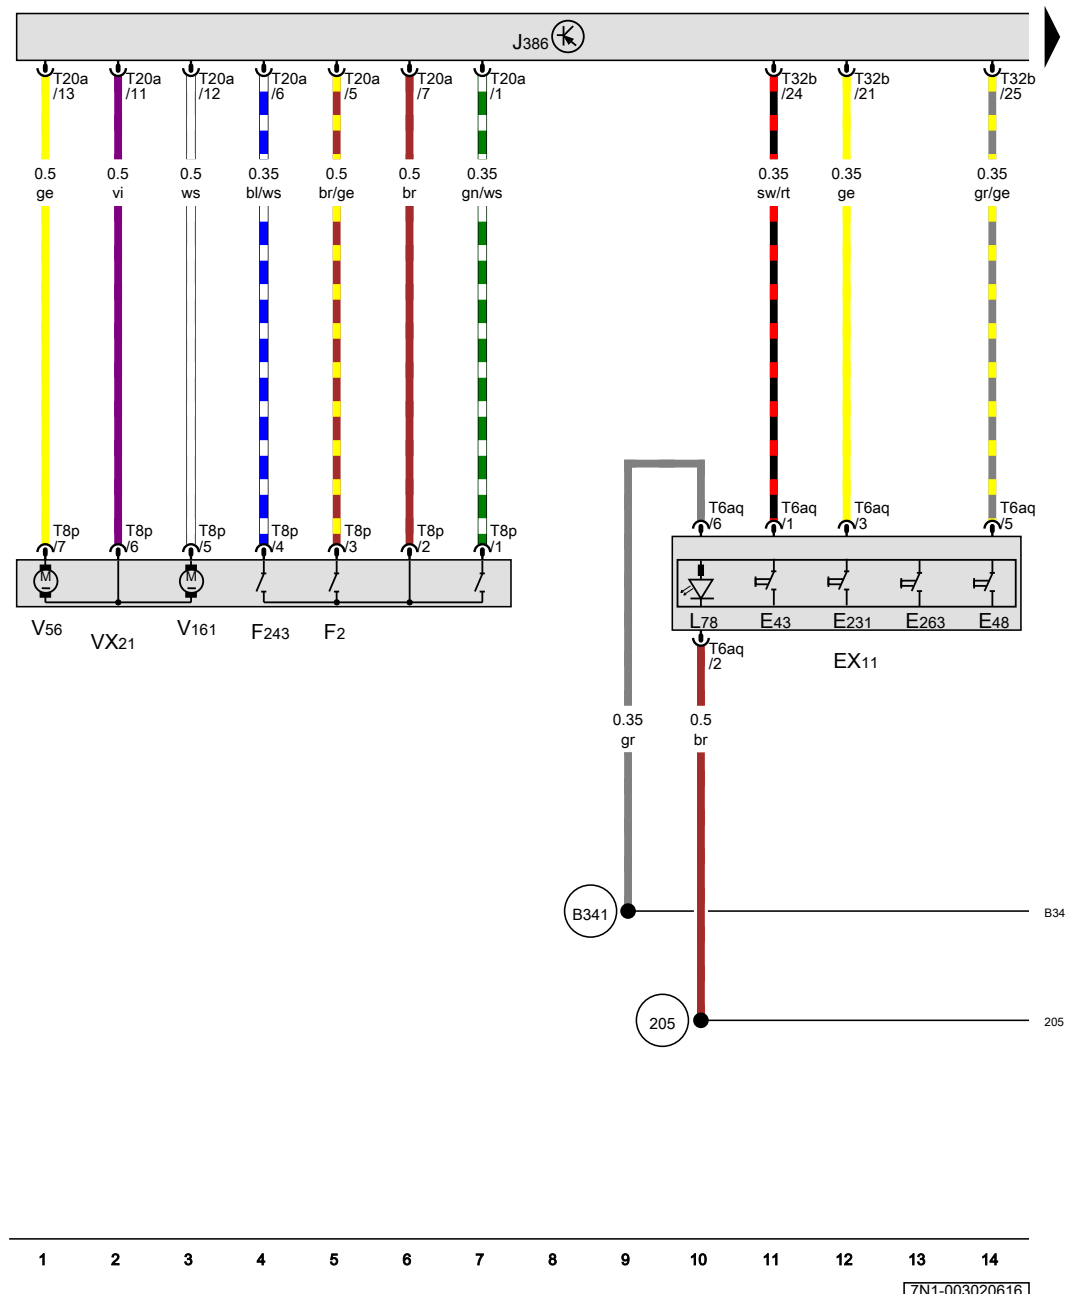 J386
T20a T20a T20a T20a T20a T20a T20a T32b T32b T32b
/13 /11 /12 /6 /5 /7 /1 /24 /21 /25
0.5 0.5 0.5 0.35 0.5 0.5 0.35 0.35 0.35 0.35
ge vi ws bl/ws br/ge br gn/ws sw/rt ge gr/ge
T6aq T6aq T6aq T6aq
/6 /1 /3 /5
T8p T8p T8p T8p T8p T8p T8p
/7 /6 /5 /4 /3 /2 /1
M M
L78 E43 E231 E263 E48
V56 VX21 V161 F243 F2
T6aq
/2
EX11
0.35 0.5
gr br
B341 B34
205 205
1 2 3 4 5 6 7 8 9 10 11 12 13 14
7N1-003020616